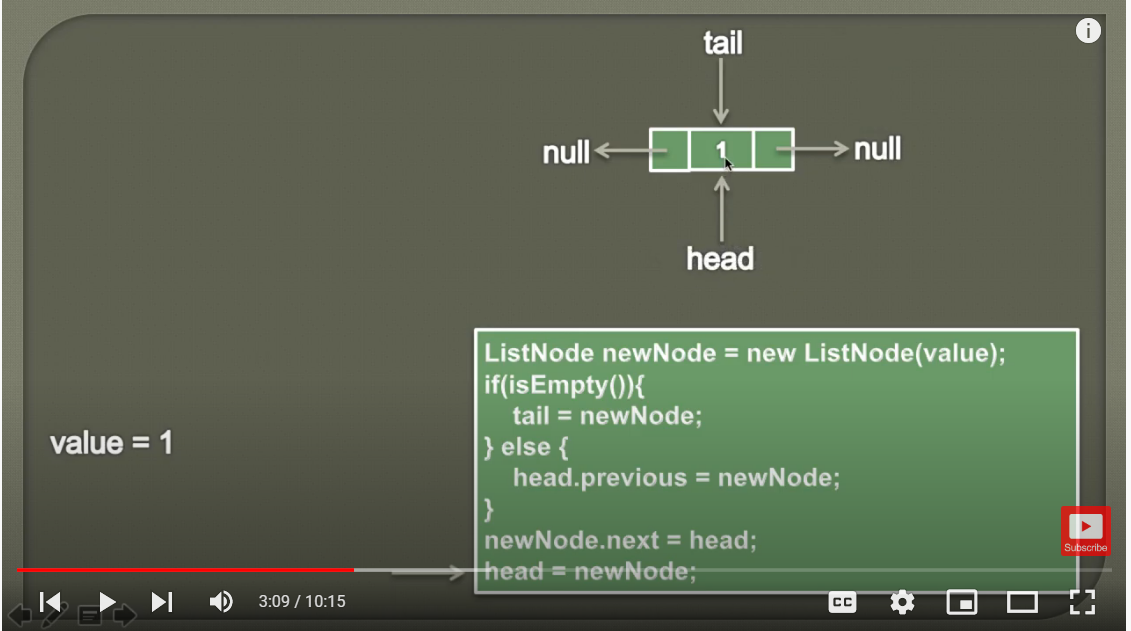 tail
null
1
null
head
ListNode newNode = new ListNode(value);
if(isEmpty()){
tail = newNode;
} else {
head.previous = newNode;
}
newNode.next = head;
head = newNode;
value = 1
Subscribe
3:09 / 10:15
CC
i